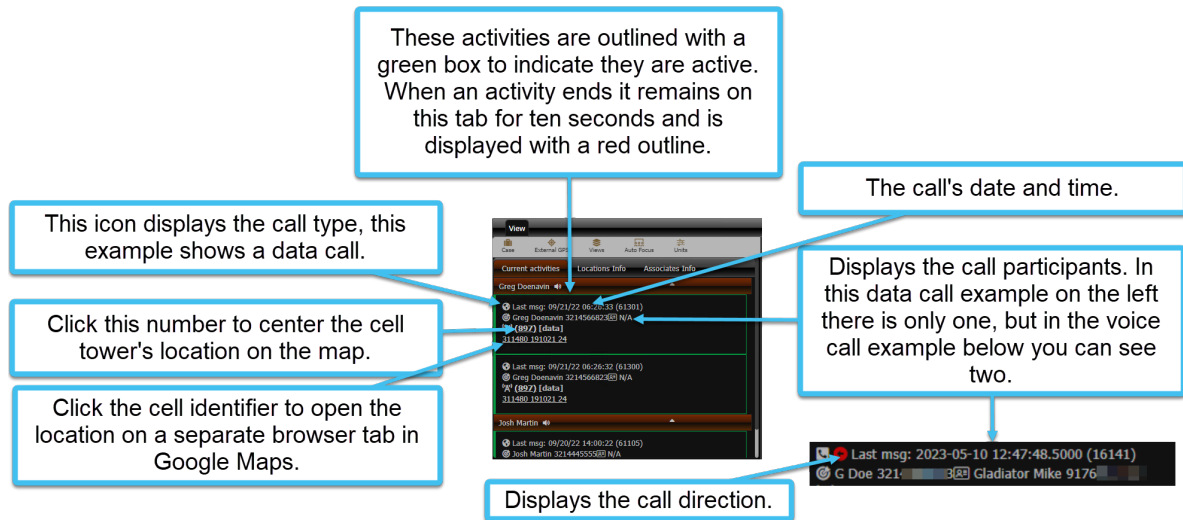 These activities are outlined with a
green box to indicate they are active.
When an activity ends it remains on
this tab for ten seconds and is
displayed with a red outline.
The call's date and time.
This icon displays the call type, this
example shows a data call.
Click this number to center the cell
tower's location on the map.
Click the cell identifier to open the
location on a separate browser tab in
Google Maps.
View
Case External GPS Views Auto Focus Units
Current activities Locations Info Associates Info
Greg Doenavin
Last msg: 09/21/22 06:26:33 (61301)
Greg Doenavin 3214566823 N/A
(897) [data]
311480 191021 24
Last msg: 09/21/22 06:26:32 (61300)
Greg Doenavin 3214566823 N/A
(897) [data]
311480 191021 24
Josh Martin
Last msg: 09/20/22 14:00:22 (61105)
Josh Martin 3214445555 N/A
Displays the call participants. In
this data call example on the left
there is only one, but in the voice
call example below you can see
two.
Last msg: 2023-05-10 12:47:48.5000 (16141)
G Doe 3214 3 Gladiator Mike 9176
Displays the call direction.